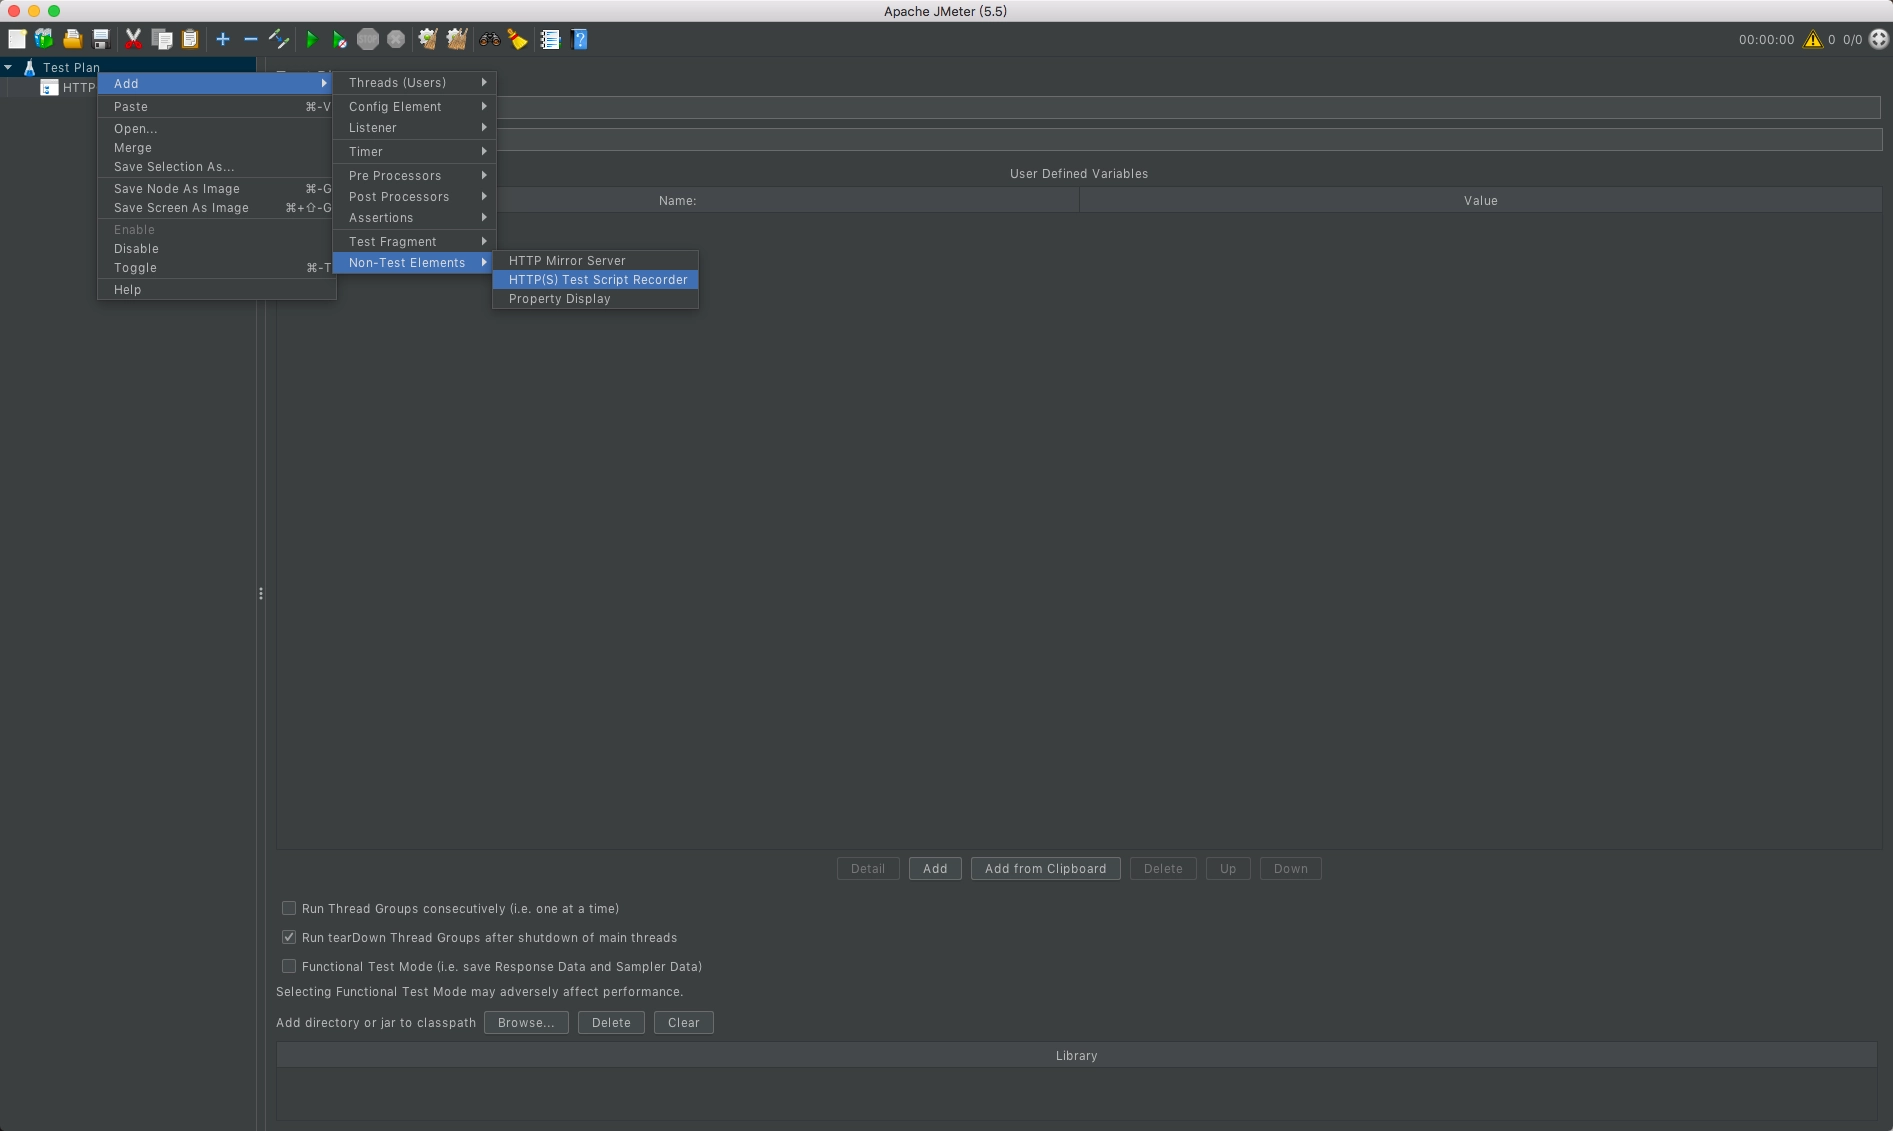 Apache JMeter (5.5)
00:00:00 0 0/0
Test Plan
HTTP
Add
Paste ⌘-V
Open...
Merge
Save Selection As...
Save Node As Image ⌘-G
Save Screen As Image ⌘+⇧-G
Enable
Disable
Toggle ⌘-T
Help
Threads (Users)
Config Element
Listener
Timer
Pre Processors
Post Processors
Assertions
Test Fragment
Non-Test Elements
HTTP Mirror Server
HTTP(S) Test Script Recorder
Property Display
User Defined Variables
Name: Value
Detail Add Add from Clipboard Delete Up Down
Run Thread Groups consecutively (i.e. one at a time)
Run tearDown Thread Groups after shutdown of main threads
Functional Test Mode (i.e. save Response Data and Sampler Data)
Selecting Functional Test Mode may adversely affect performance.
Add directory or jar to classpath Browse... Delete Clear
Library